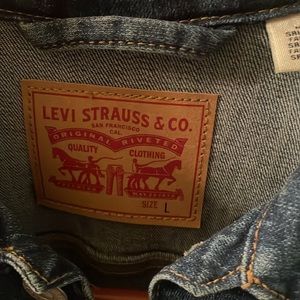 LEVI STRAUSS & CO.
SAN FRANCISCO
CAL.
ORIGINAL RIVETED
QUALITY CLOTHING
SIZE L